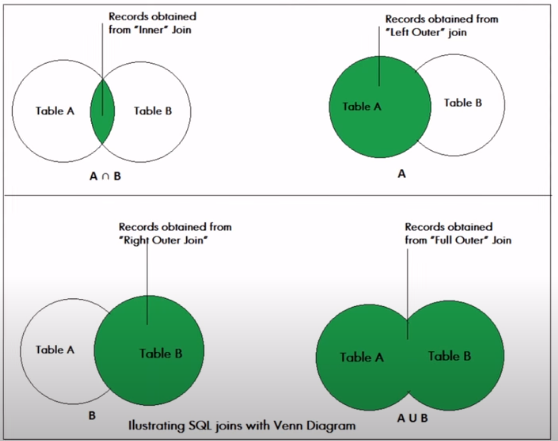 Records obtained
from "Inner" Join
Table A
Table B
A ∩ B
Records obtained from
"Left Outer" join
Table A
Table B
A
Records obtained from
"Right Outer Join"
Table A
Table B
B
Records obtained
from "Full Outer" Join
Table A
Table B
A U B
Ilustrating SQL joins with Venn Diagram